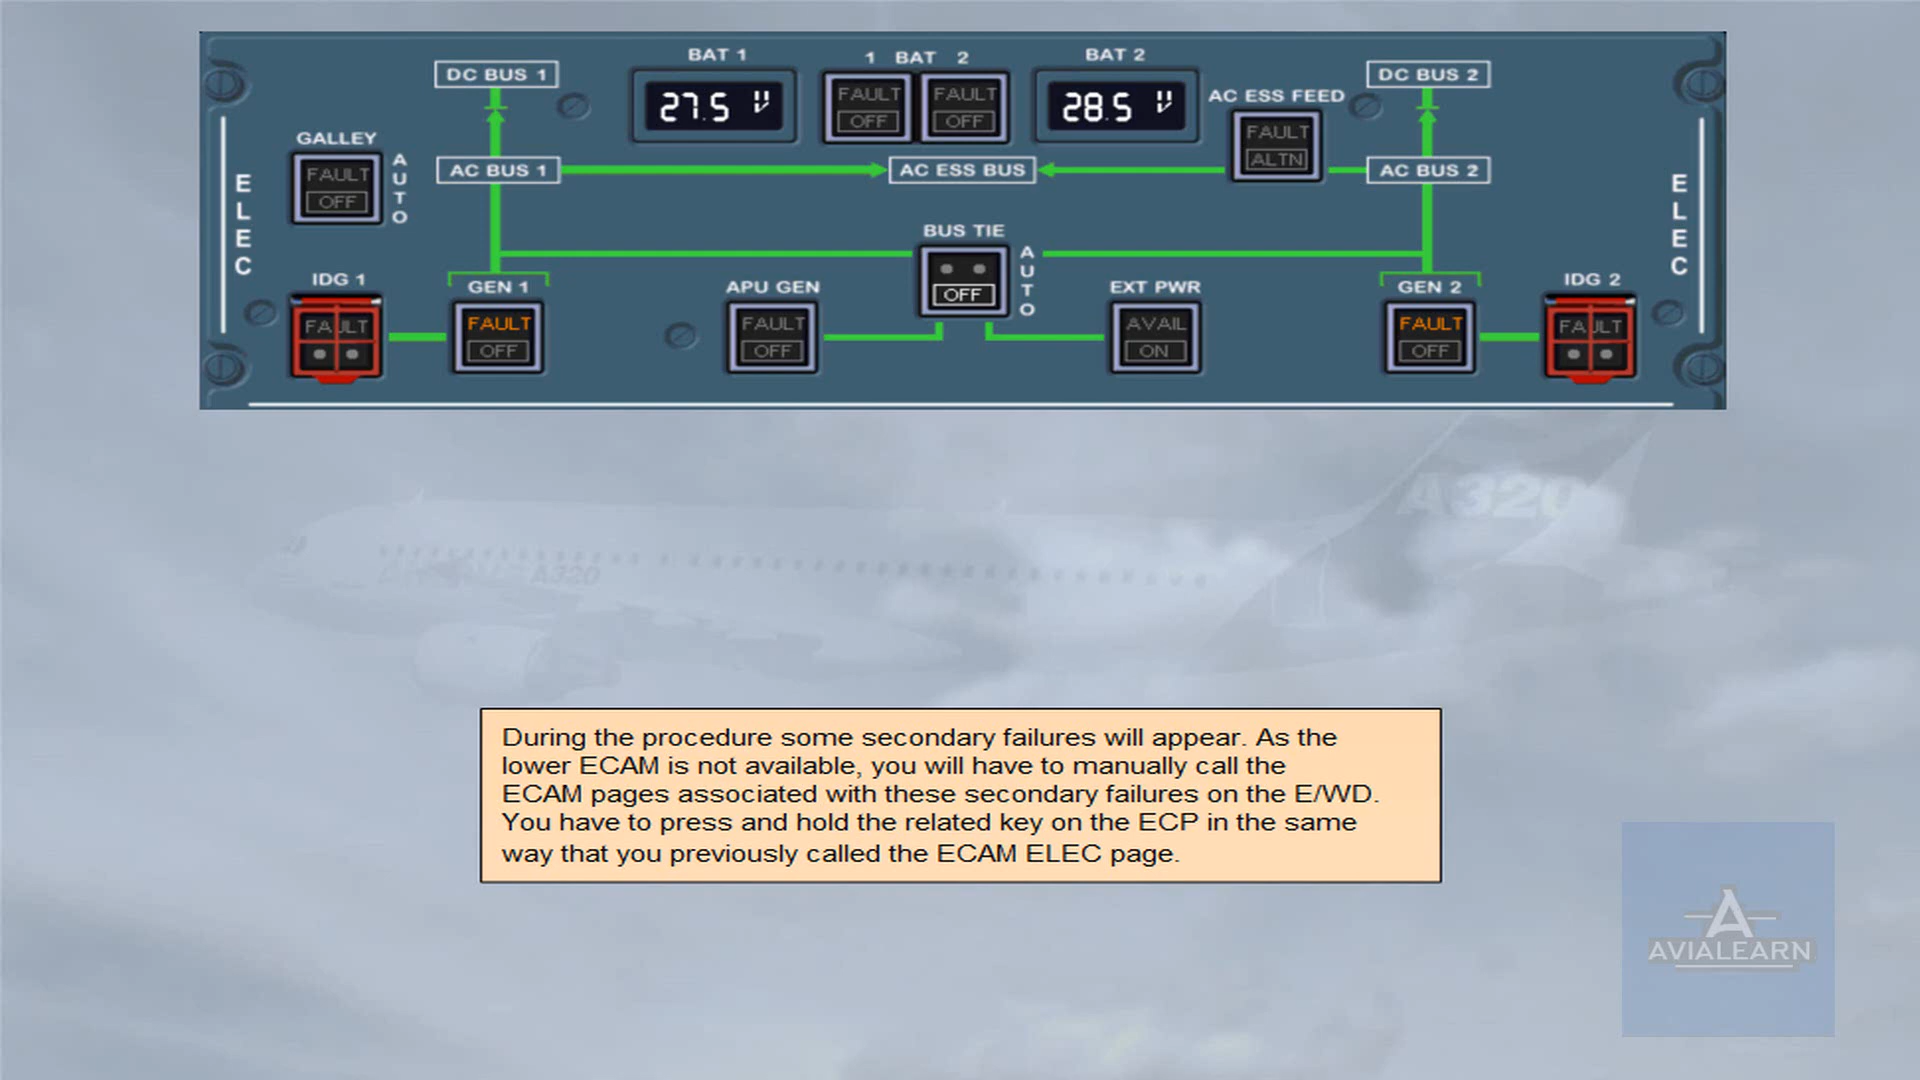 BAT 1
1 BAT 2
BAT 2
DC BUS 1
27.5 V
FAULT
OFF
FAULT
OFF
28.5 V
AC ESS FEED
FAULT
ALTN
DC BUS 2
GALLEY
FAULT
OFF
AUTO
AC BUS 1
AC ESS BUS
AC BUS 2
ELEC
ELEC
BUS TIE
OFF
AUTO
IDG 1
FAULT
GEN 1
FAULT
OFF
APU GEN
FAULT
OFF
EXT PWR
AVAIL
ON
GEN 2
FAULT
OFF
IDG 2
FAULT
A320
A320
During the procedure some secondary failures will appear. As the
lower ECAM is not available, you will have to manually call the
ECAM pages associated with these secondary failures on the E/WD.
You have to press and hold the related key on the ECP in the same
way that you previously called the ECAM ELEC page.
AVIALEARN